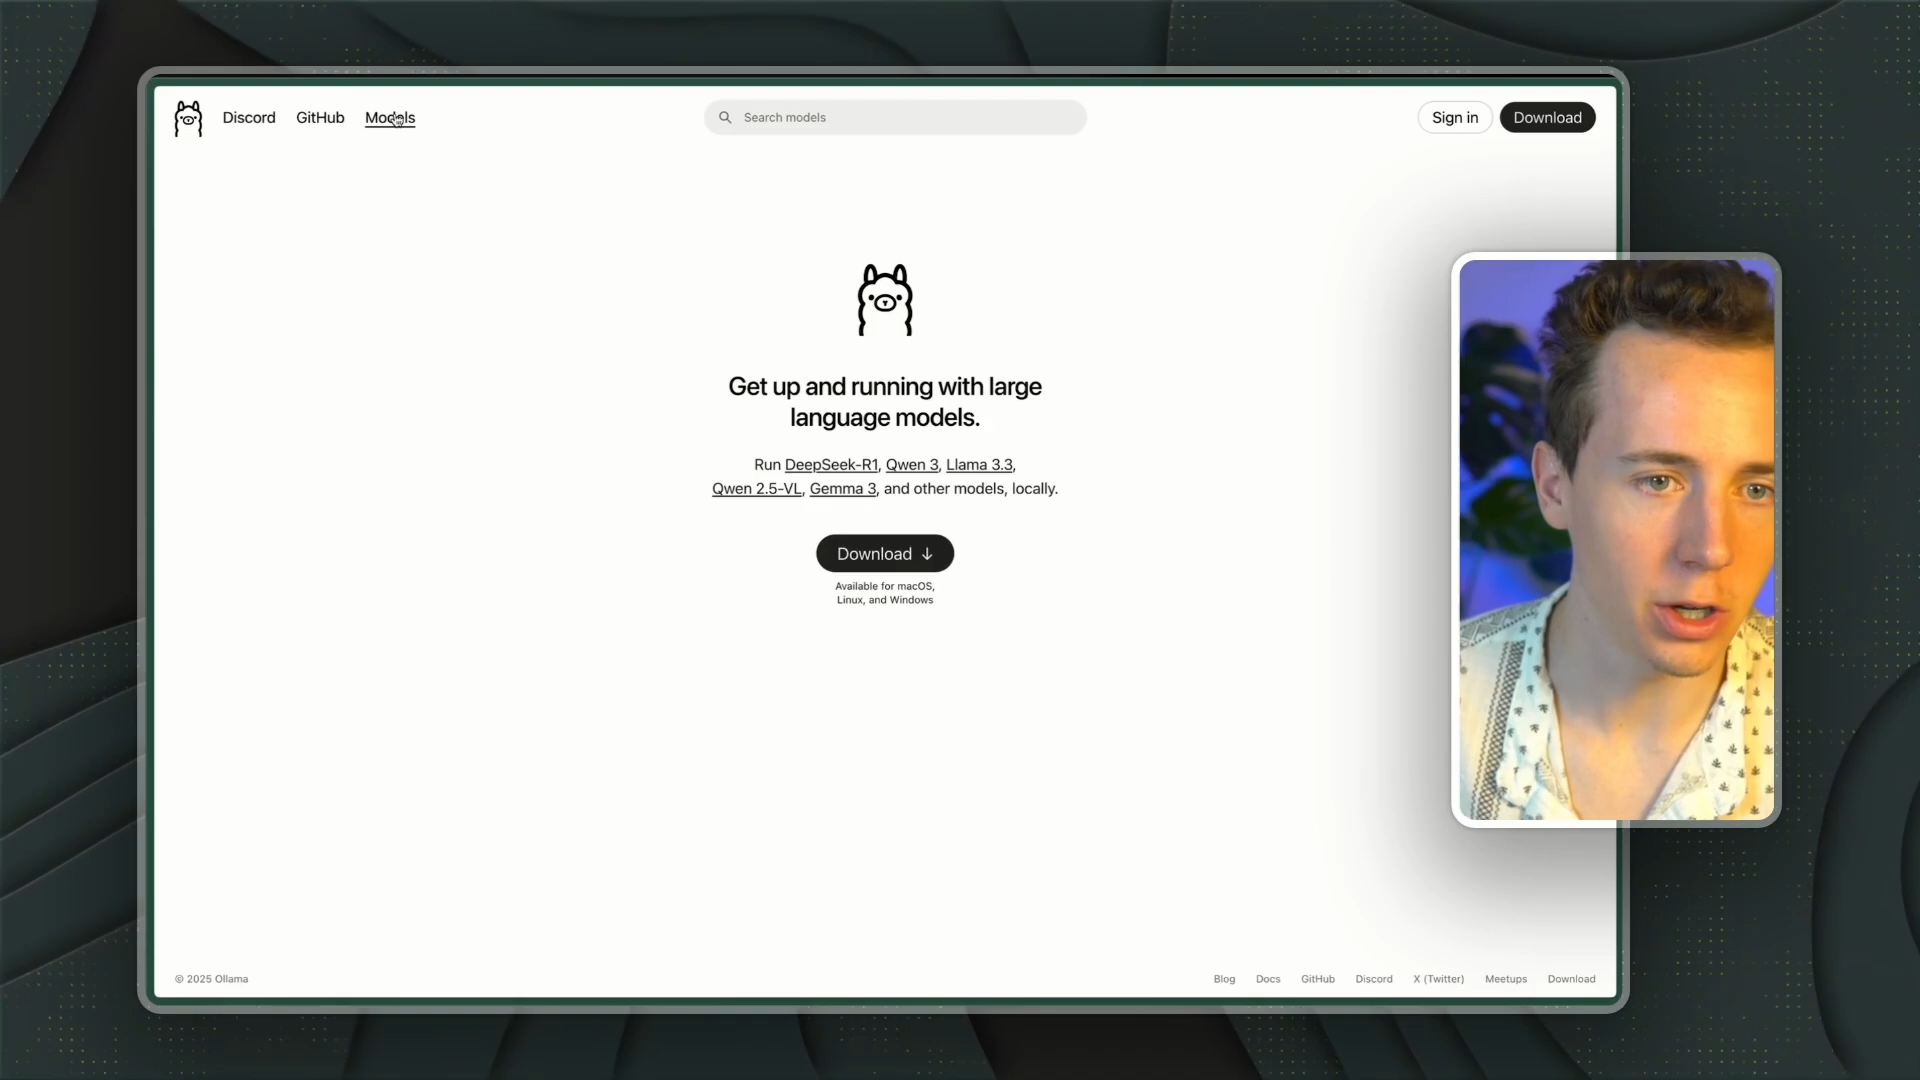 Discord GitHub Models
Search models
Sign in Download
Get up and running with large
language models.
Run DeepSeek-R1, Qwen 3, Llama 3.3,
Qwen 2.5-VL, Gemma 3, and other models, locally.
Download ↓
Available for macOS,
Linux, and Windows
© 2025 Ollama
Blog Docs GitHub Discord X (Twitter) Meetups Download